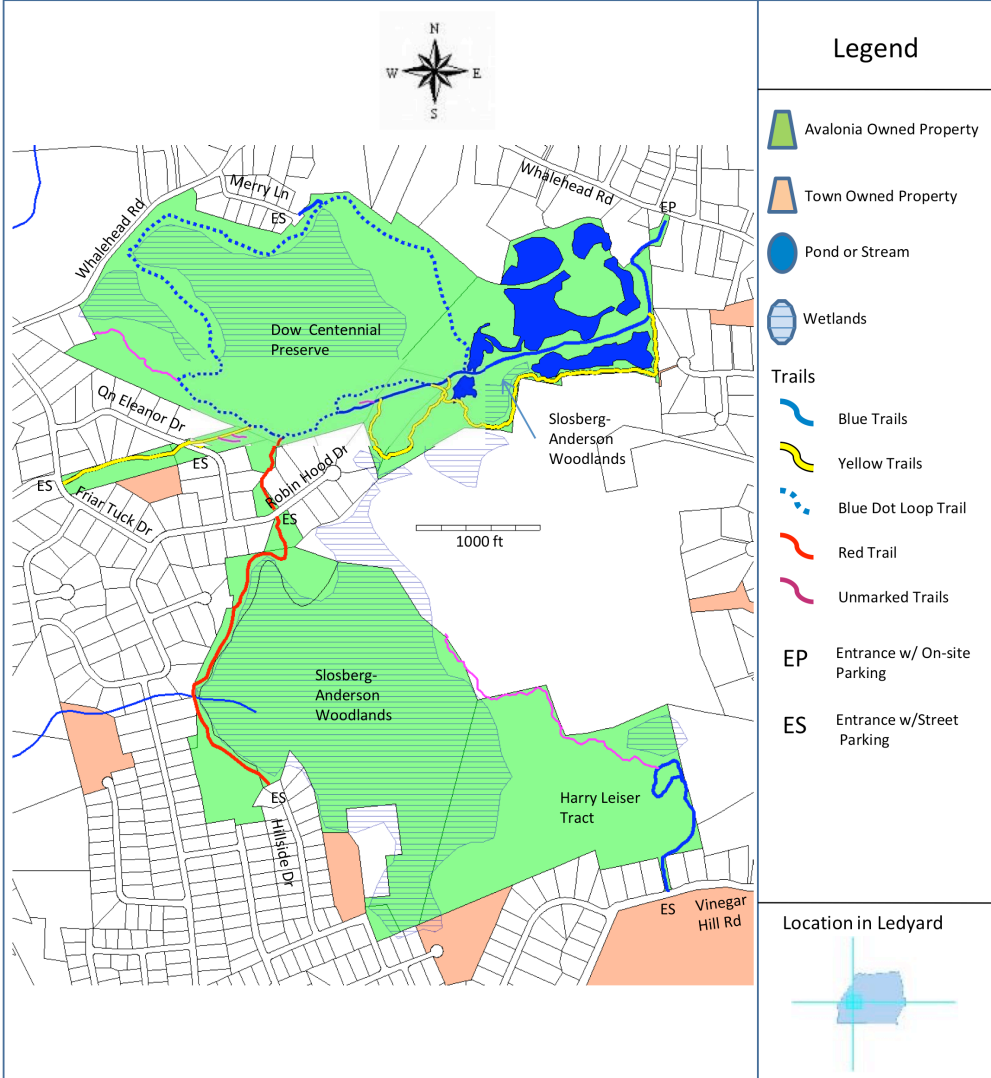 N
W
E
S
Legend
Avalonia Owned Property
Town Owned Property
Pond or Stream
Wetlands
Trails
Blue Trails
Yellow Trails
Blue Dot Loop Trail
Red Trail
Unmarked Trails
EP
Entrance w/ On-site
Parking
ES
Entrance w/Street
Parking
Location in Ledyard
Whalehead Rd
Merry Ln
ES
Whalehead Rd
EP
Dow Centennial
Preserve
Qn Eleanor Dr
ES
ES
Friar Tuck Dr
Robin Hood Dr
ES
Slosberg-
Anderson
Woodlands
1000 ft
Slosberg-
Anderson
Woodlands
Harry Leiser
Tract
ES
Hillside Dr
ES
Vinegar
Hill Rd